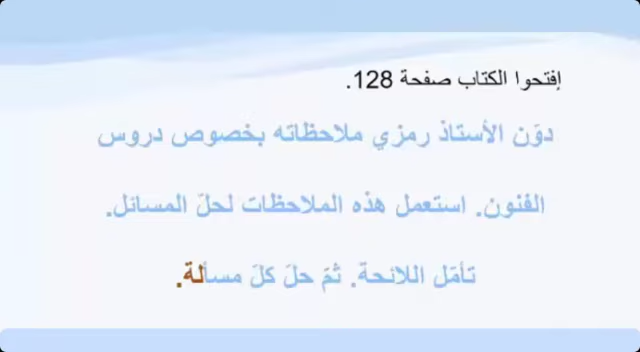 إفتحوا الكتاب صفحة 128.
دوّن الأستاذ رمزي ملاحظاته بخصوص دروس
الفنون. استعمل هذه الملاحظات لحلّ المسائل.
تأمّل اللائحة. ثمّ حلّ كلّ مسألة.